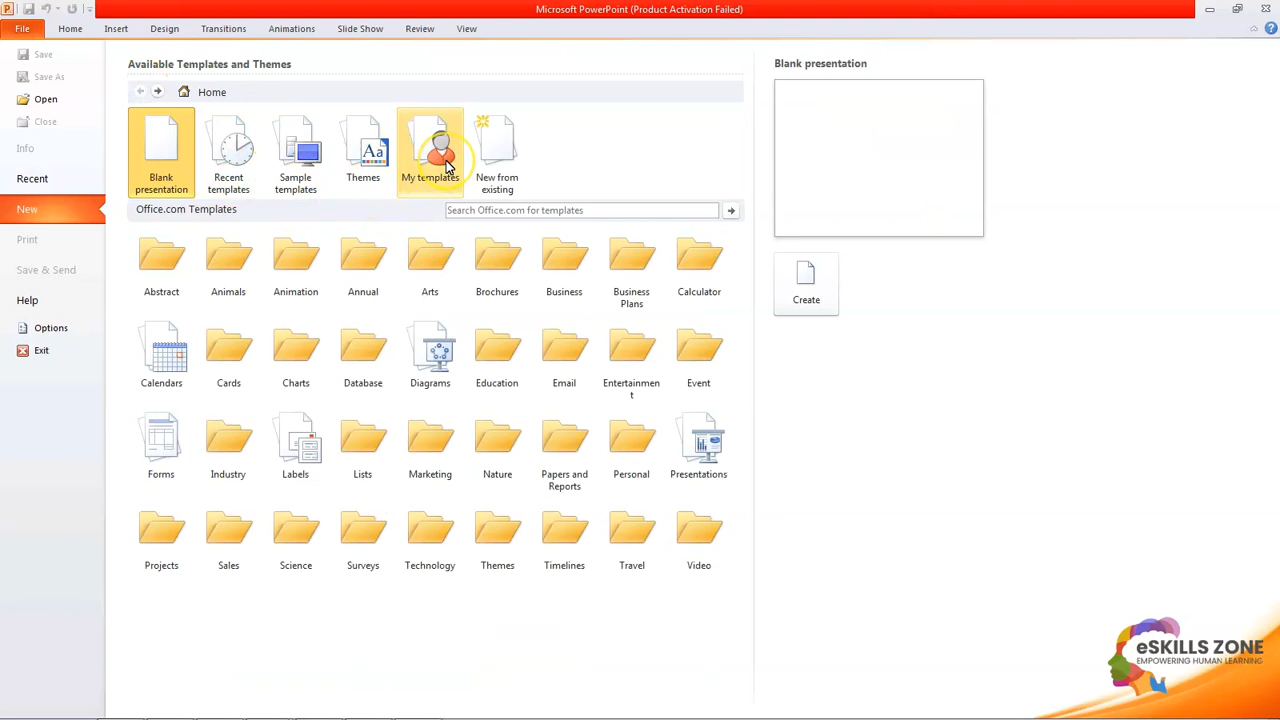 Microsoft PowerPoint (Product Activation Failed)
File Home Insert Design Transitions Animations Slide Show Review View
Save
Save As
Open
Close
Info
Recent
New
Print
Save & Send
Help
Options
Exit
Available Templates and Themes
Home
Blank presentation
Recent templates
Sample templates
Themes
My templates
New from existing
Office.com Templates
Search Office.com for templates
Abstract Animals Animation Annual Arts Brochures Business Business Plans Calculator
Calendars Cards Charts Database Diagrams Education Email Entertainmen
t Event
Forms Industry Labels Lists Marketing Nature Papers and Reports Personal Presentations
Projects Sales Science Surveys Technology Themes Timelines Travel Video
Blank presentation
Create
eSKILLS ZONE
EMPOWERING HUMAN LEARNING